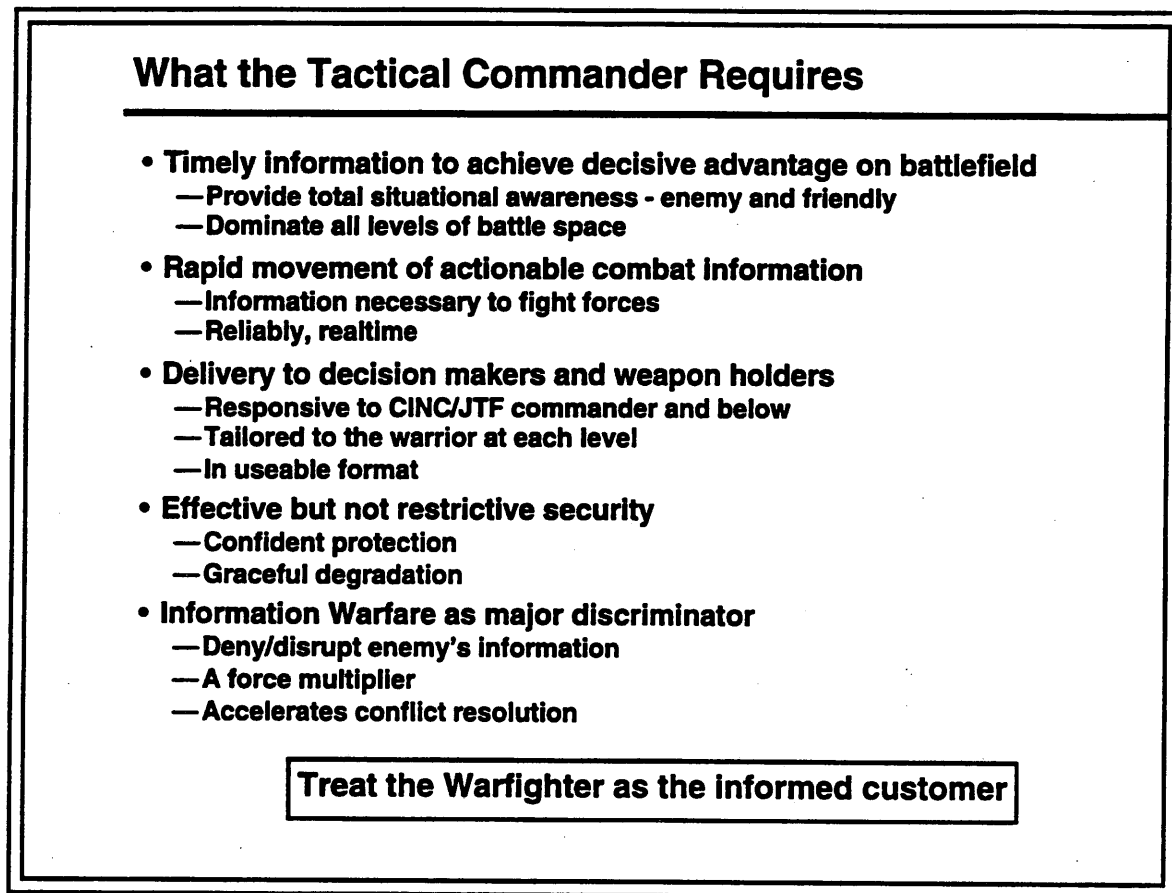 What the Tactical Commander Requires
• Timely information to achieve decisive advantage on battlefield
—Provide total situational awareness - enemy and friendly
—Dominate all levels of battle space
• Rapid movement of actionable combat information
—Information necessary to fight forces
—Reliably, realtime
• Delivery to decision makers and weapon holders
—Responsive to CINC/JTF commander and below
—Tailored to the warrior at each level
—In useable format
• Effective but not restrictive security
—Confident protection
—Graceful degradation
• Information Warfare as major discriminator
—Deny/disrupt enemy's information
—A force multiplier
—Accelerates conflict resolution
Treat the Warfighter as the informed customer